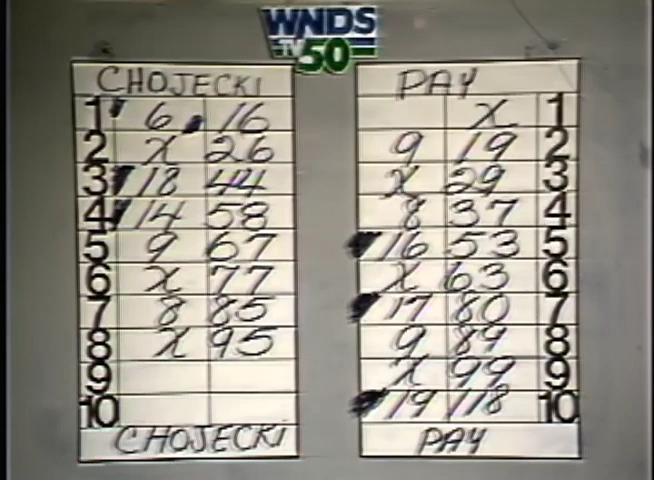 WNDS
TV 50
CHOJECKI
1 6 16
2 X 26
3 18 44
4 14 58
5 9 67
6 X 77
7 8 85
8 X 95
9
10
CHOJECKI
PAY
X 1
9 19 2
X 29 3
8 37 4
16 53 5
X 63 6
17 80 7
9 89 8
X 99 9
19 118 10
PAY